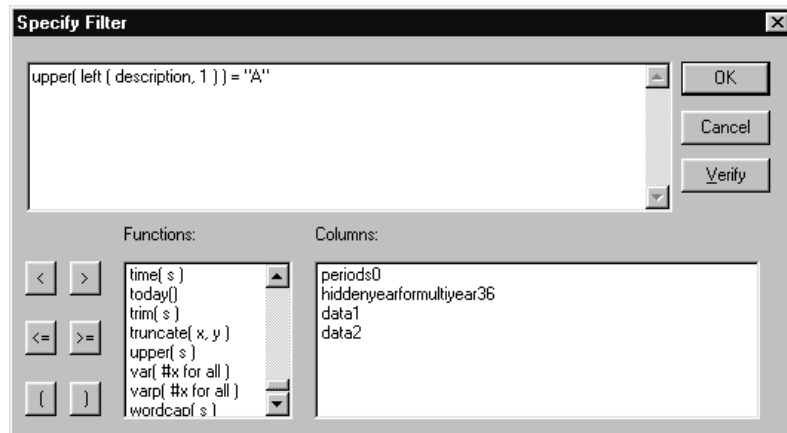 Specify Filter
upper( left ( description, 1 ) ) = "A"
OK
Cancel
Verify
Functions:
Columns:
< >
<= >=
( )
time( s )
today()
trim( s )
truncate( x, y )
upper( s )
var( #x for all )
varp( #x for all )
wordcap( s )
periods0
hiddenyearformultiyear36
data1
data2